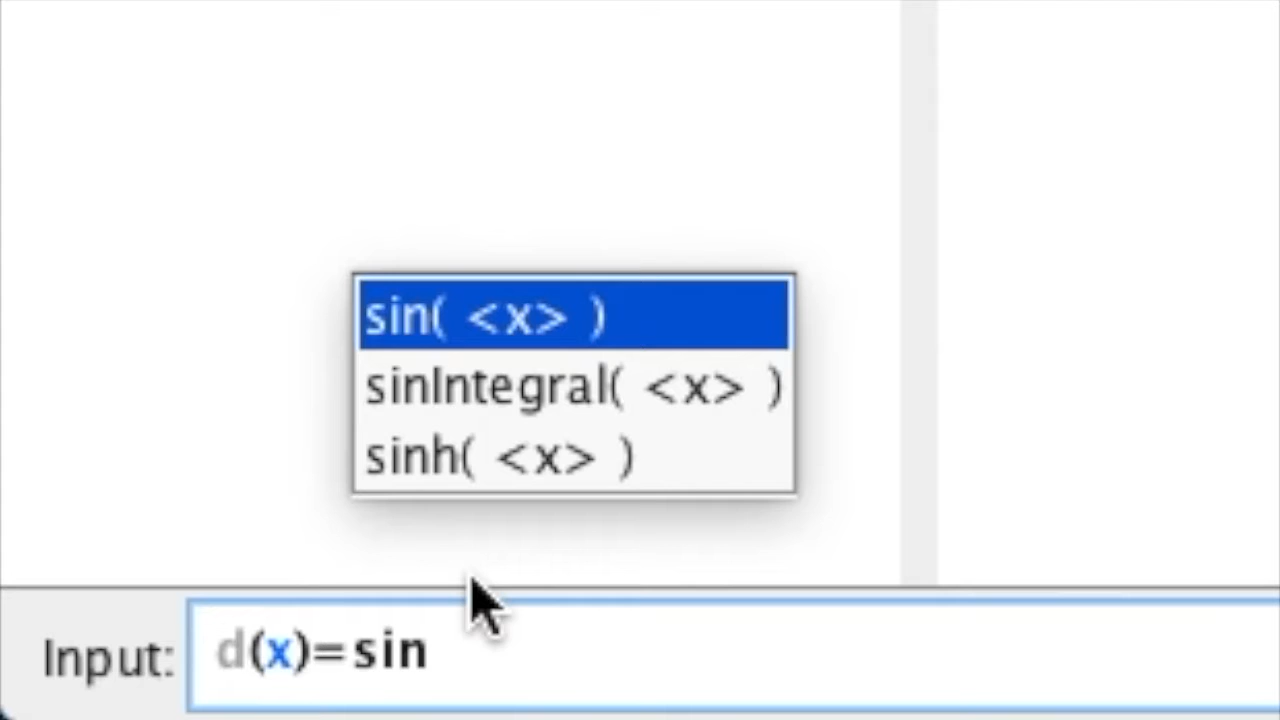 sin( <x> )
sinIntegral( <x> )
sinh( <x> )
Input: d(x)=sin